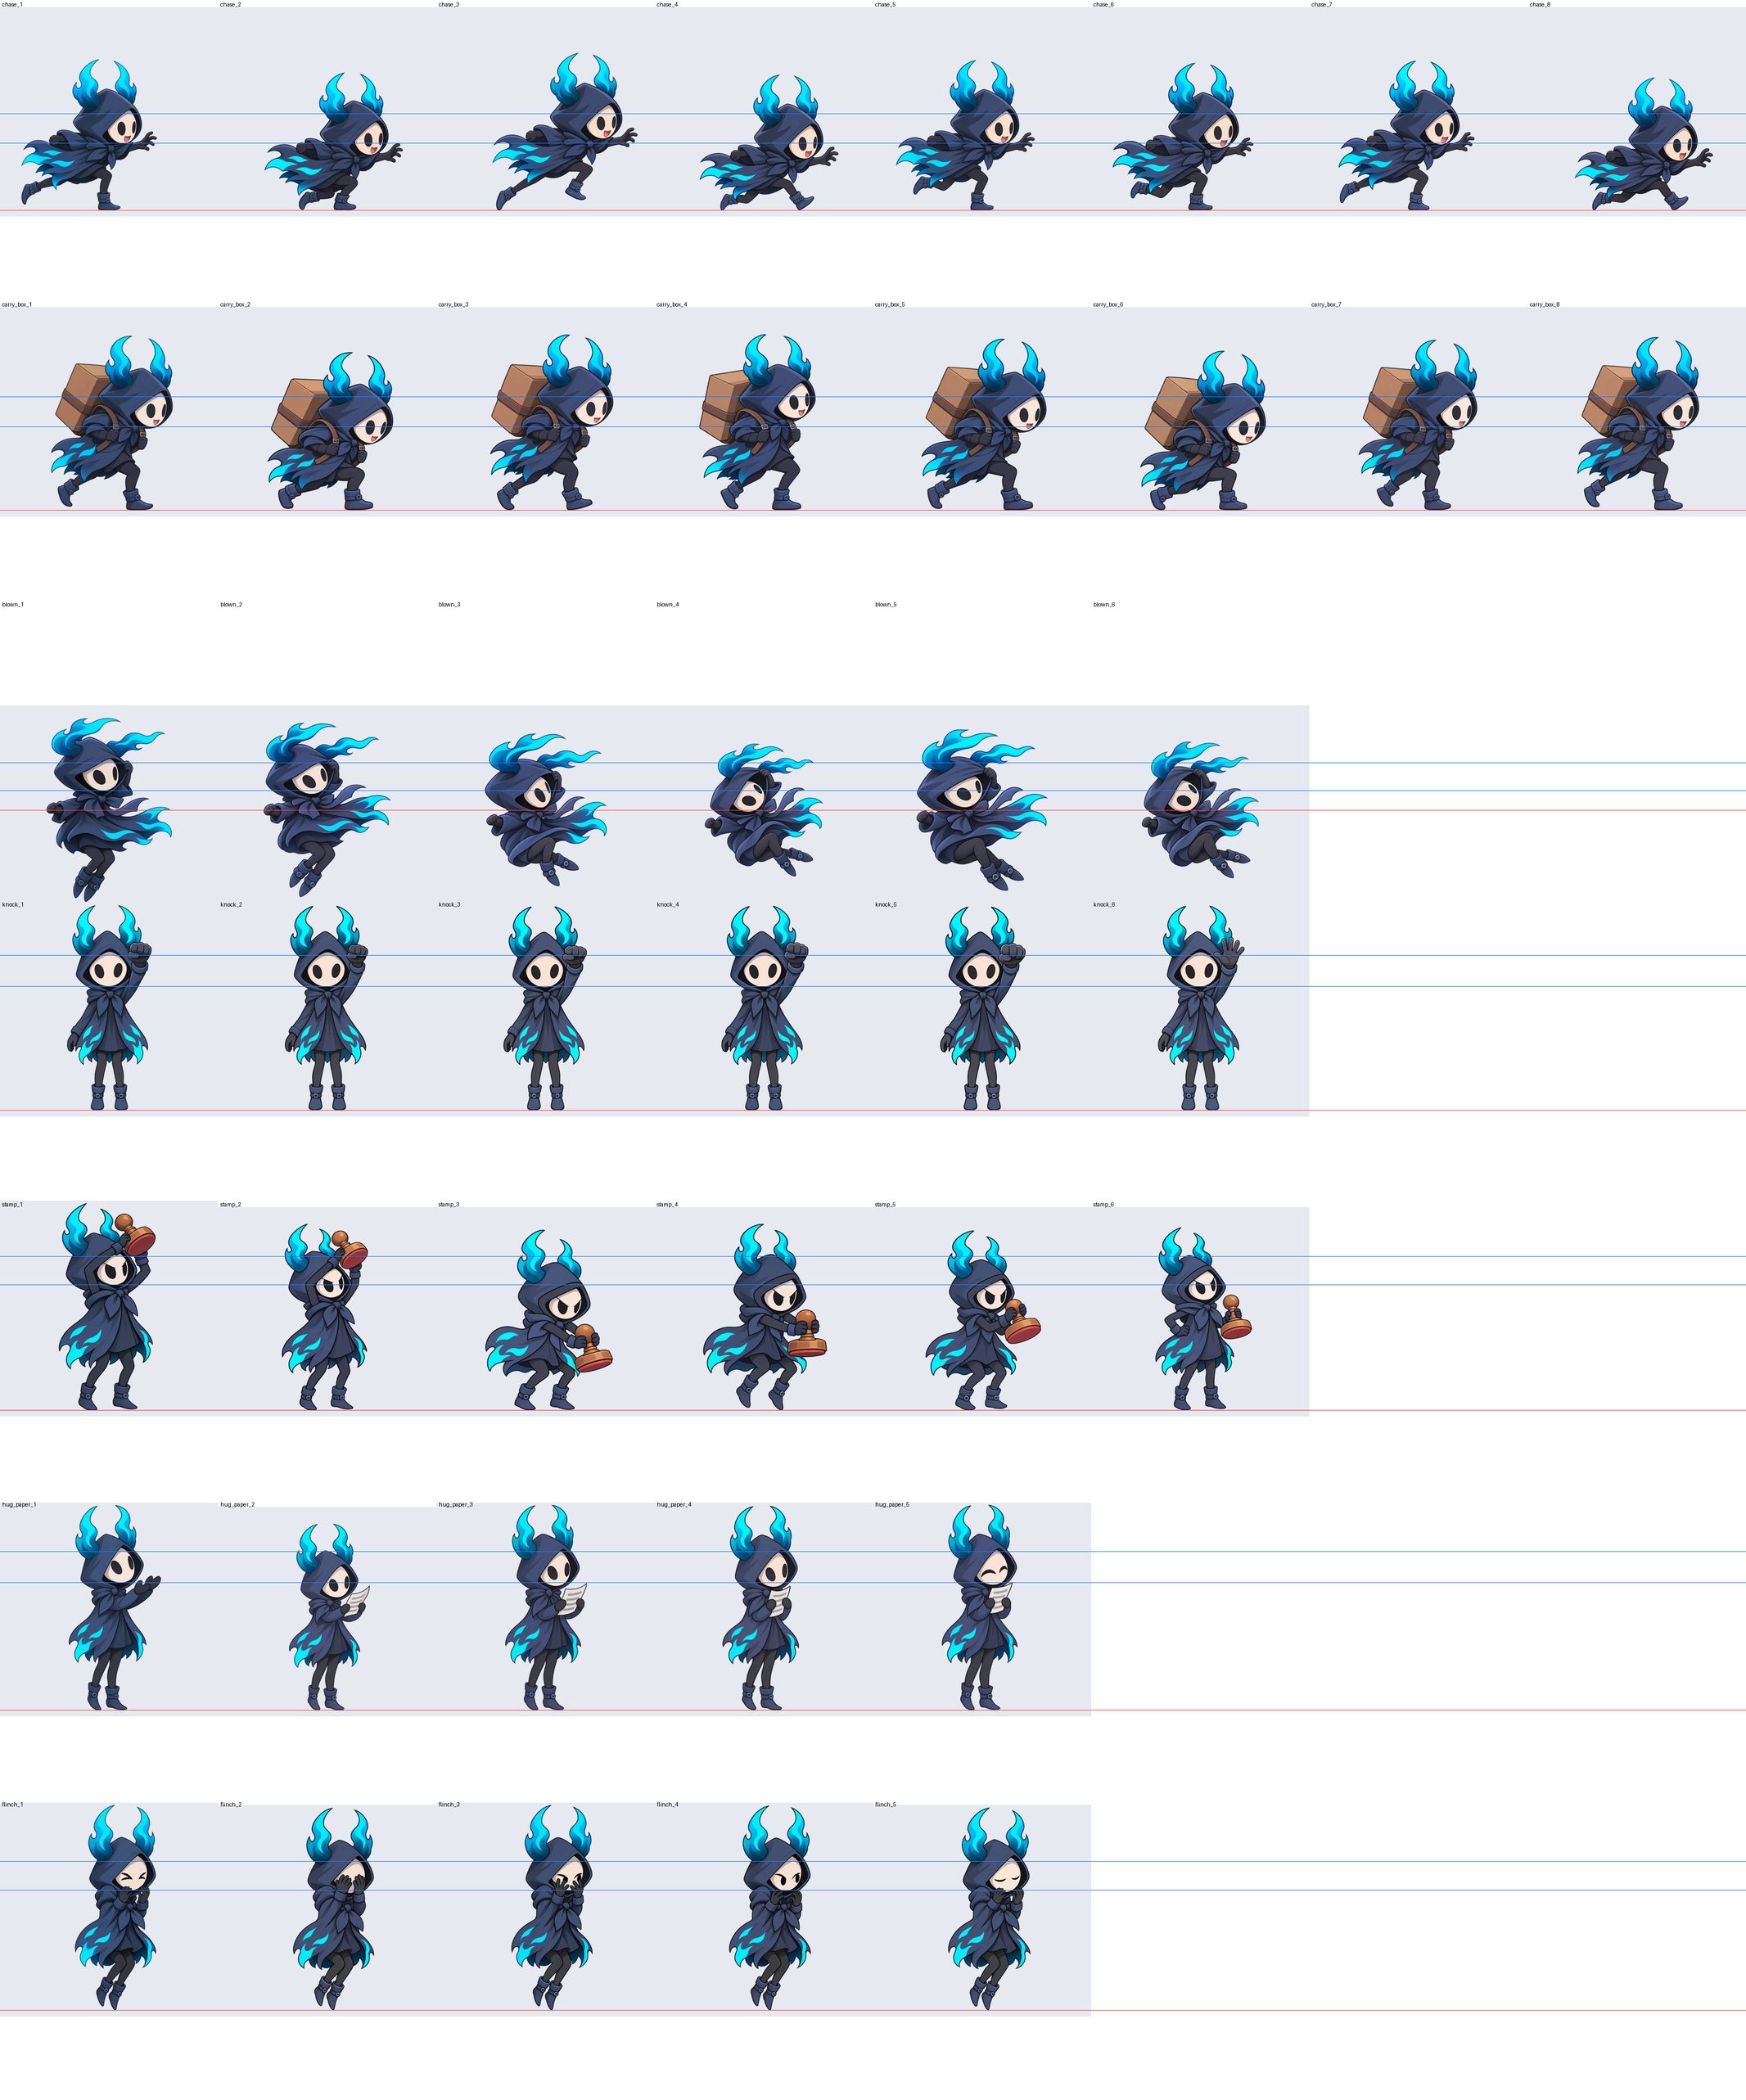 chase_1 chase_2 chase_3 chase_4 chase_5 chase_6 chase_7 chase_8
carry_box_1 carry_box_2 carry_box_3 carry_box_4 carry_box_5 carry_box_6 carry_box_7 carry_box_8
blown_1 blown_2 blown_3 blown_4 blown_5 blown_6
knock_1 knock_2 knock_3 knock_4 knock_5 knock_6
stamp_1 stamp_2 stamp_3 stamp_4 stamp_5 stamp_6
hug_paper_1 hug_paper_2 hug_paper_3 hug_paper_4 hug_paper_5
flinch_1 flinch_2 flinch_3 flinch_4 flinch_5